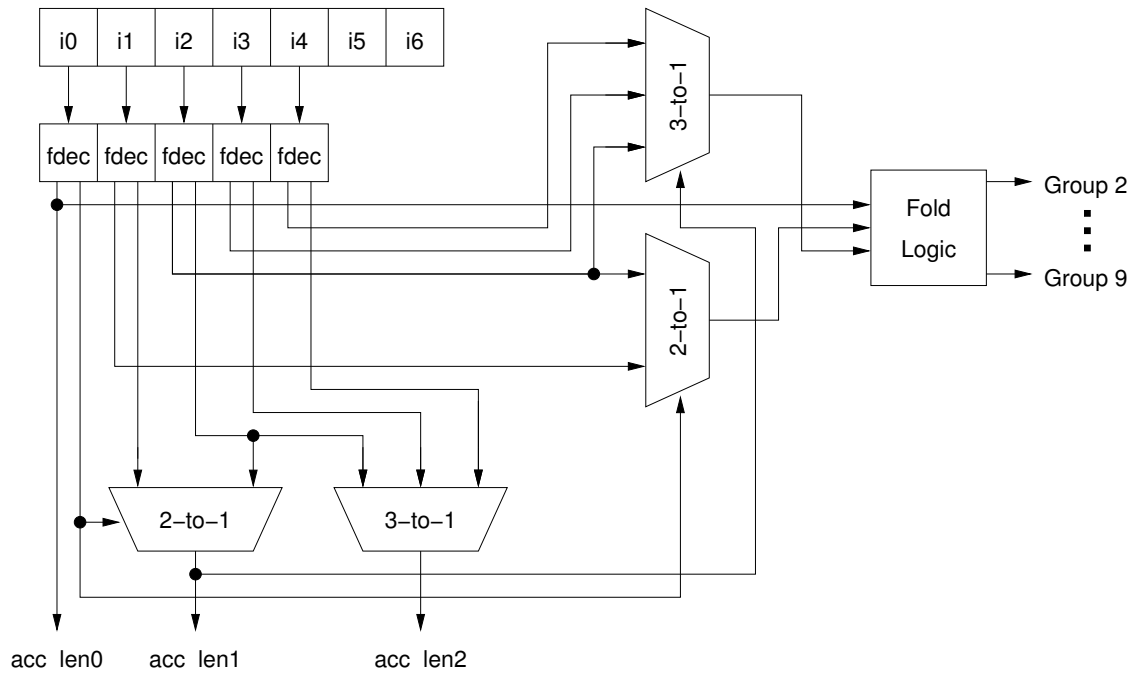 i0 i1 i2 i3 i4 i5 i6
fdec fdec fdec fdec fdec
3-to-1
Fold
Logic
Group 2
Group 9
2-to-1
2-to-1
3-to-1
acc len0
acc len1
acc len2